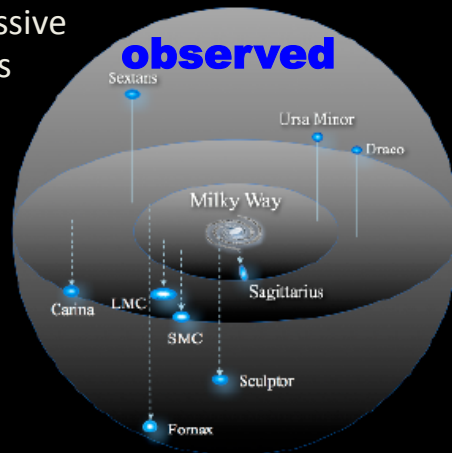 ssive
s
observed
Sextans
Ursa Minor
Draco
Milky Way
Sagittarius
Carina
LMC
SMC
Sculptor
Fornax